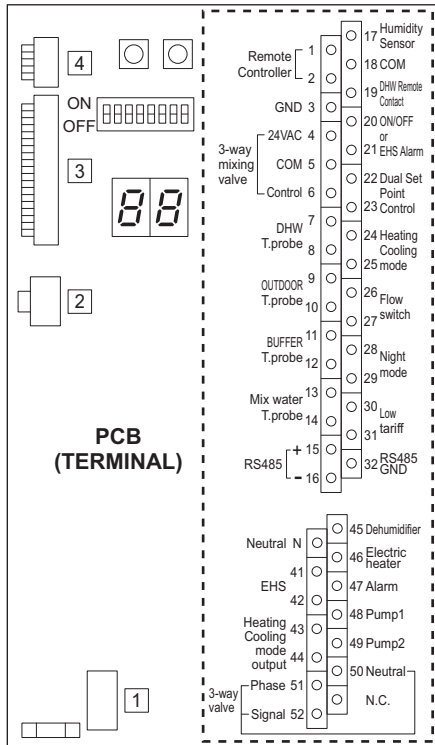 4
ON
OFF
3
2
PCB
(TERMINAL)
1
88
Remote
Controller
1
2
GND 3
3-way
mixing
valve
24VAC 4
COM 5
Control 6
DHW
T.probe
7
8
OUTDOOR
T.probe
9
10
BUFFER
T.probe
11
12
Mix water
T.probe
13
14
RS485
+ 15
- 16
17 Humidity
Sensor
18 COM
19 DHW Remote
Contact
20 ON/OFF
or
21 EHS Alarm
22 Dual Set
Point
23 Control
24 Heating
Cooling
25 mode
26
Flow
27 switch
28
Night
29 mode
30
Low
31 tariff
32 RS485
GND
Neutral N
EHS
41
42
Heating
Cooling
mode
output
43
44
3-way
valve
Phase 51
Signal 52
45 Dehumidifier
46 Electric
heater
47 Alarm
48 Pump1
49 Pump2
50 Neutral
N.C.